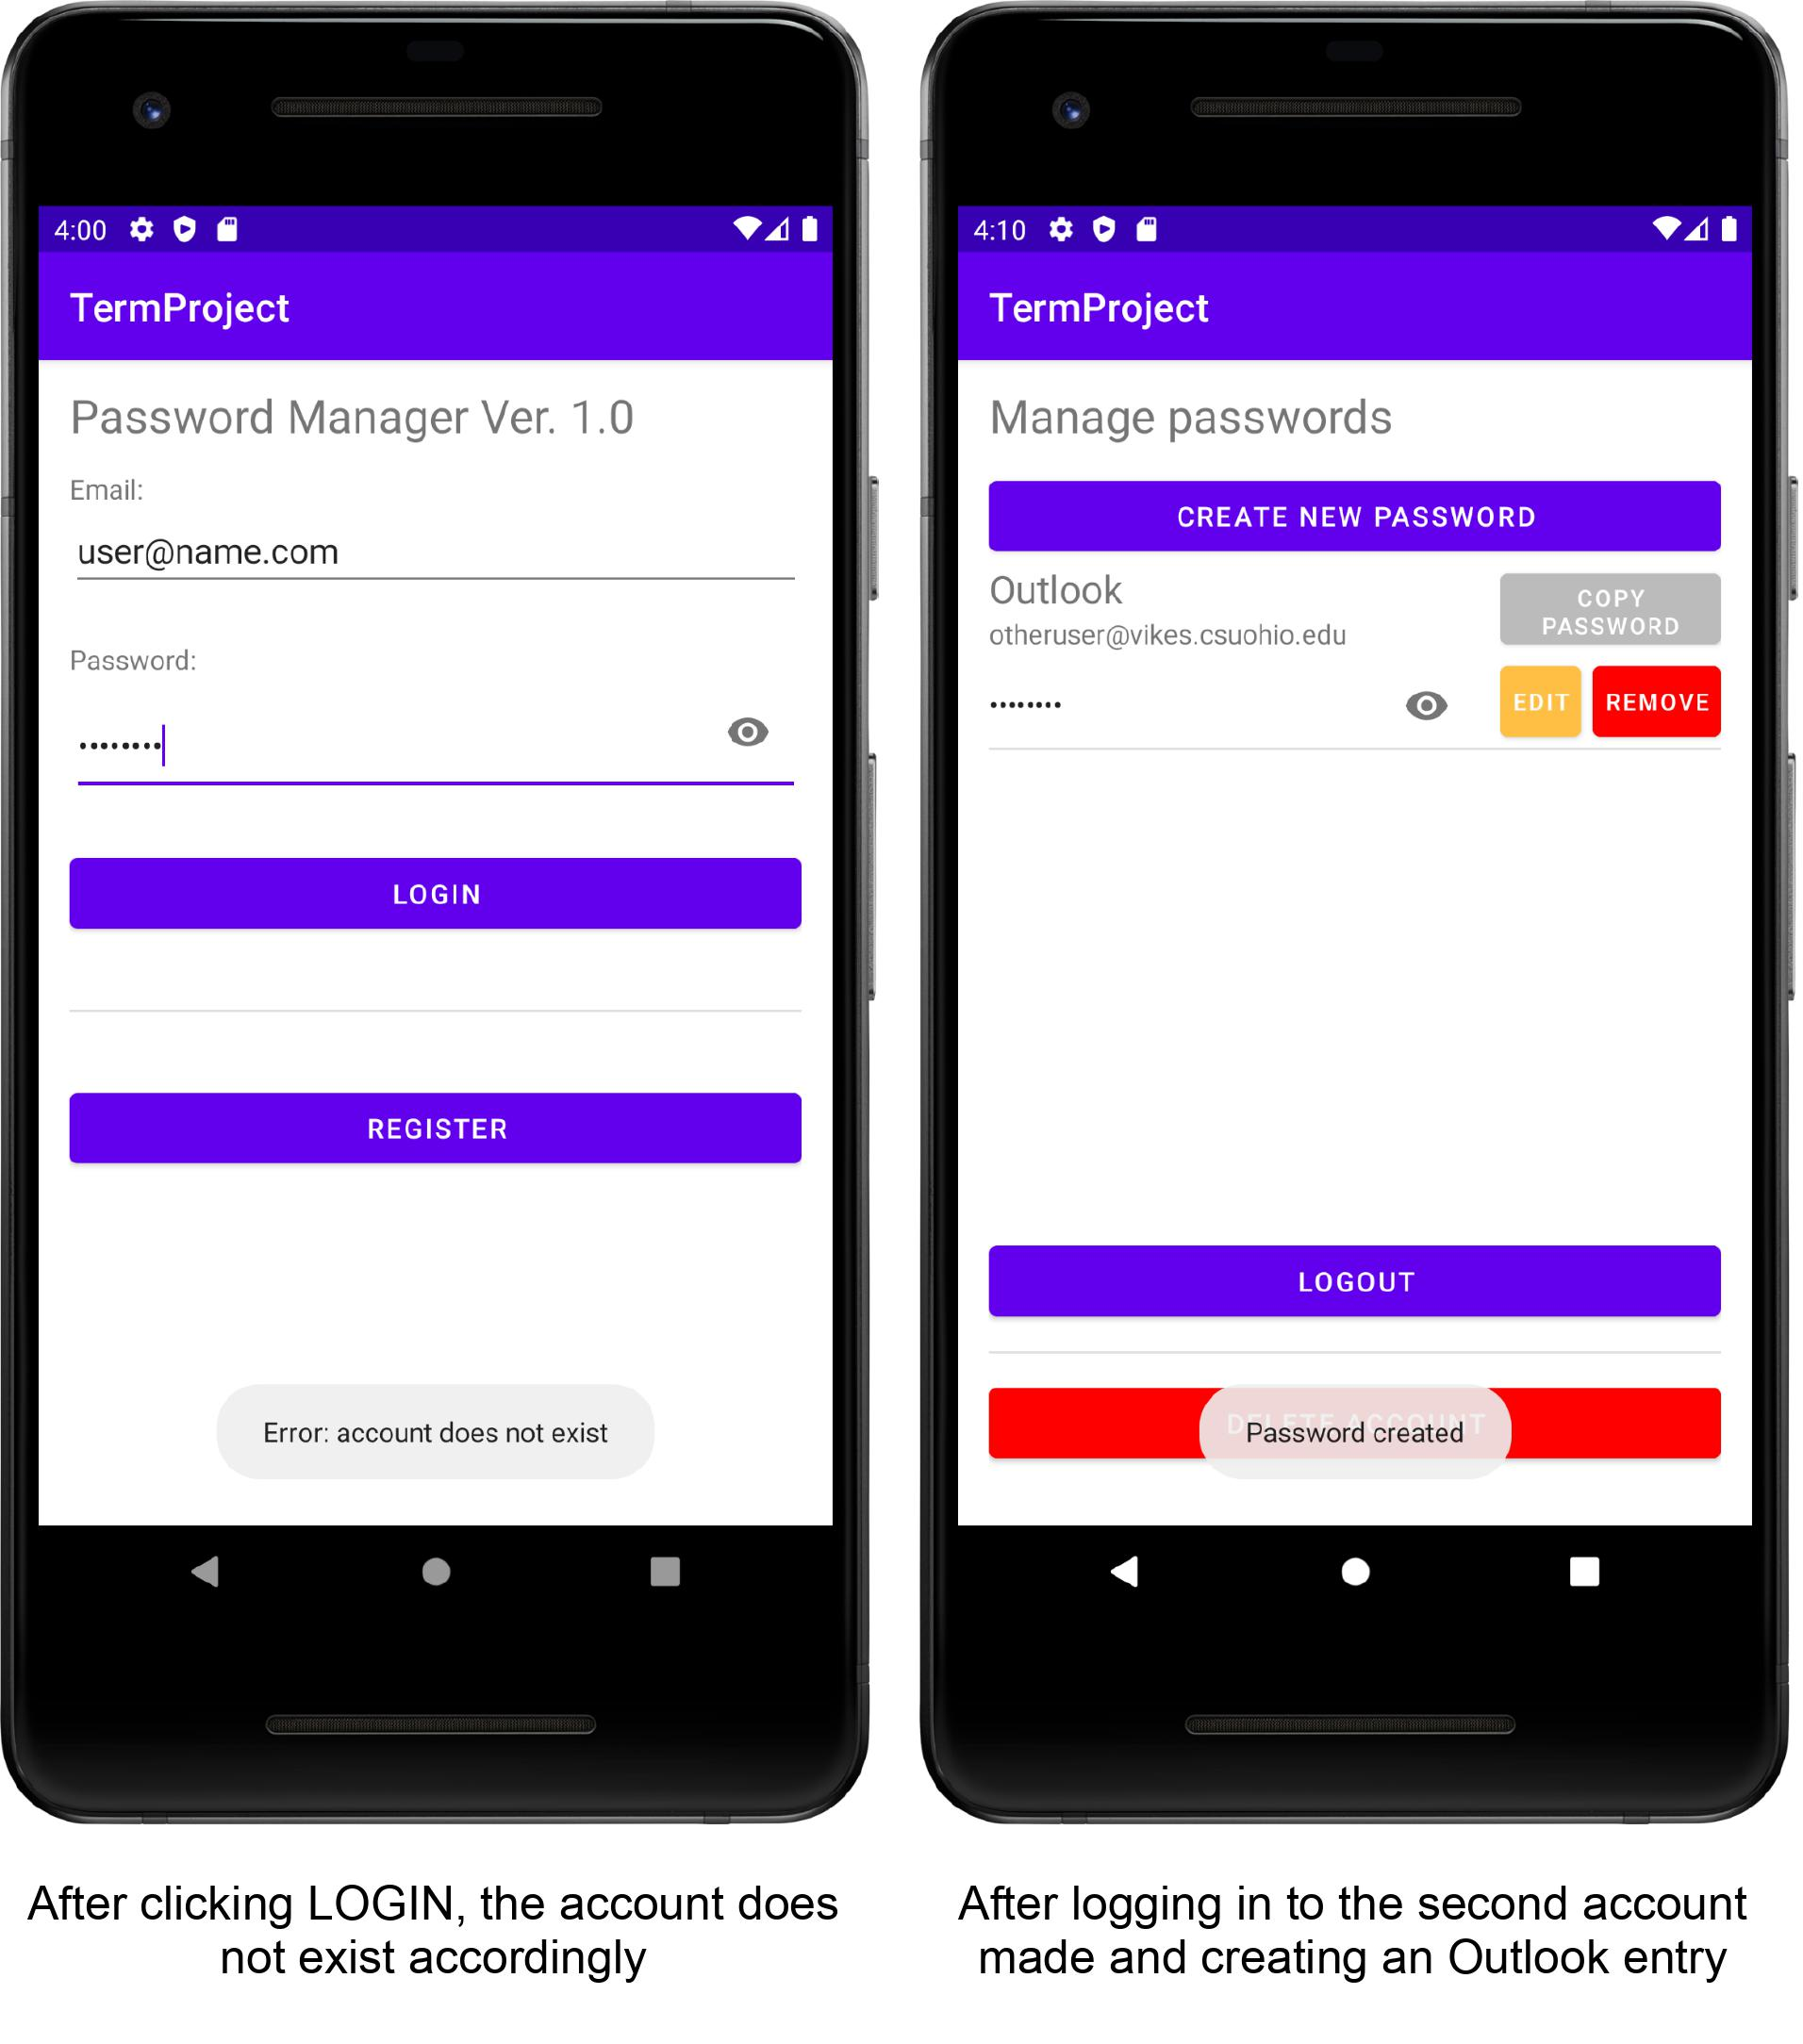 4:00
TermProject
Password Manager Ver. 1.0
Email:
user@name.com
Password:
••••••••
LOGIN
REGISTER
Error: account does not exist
After clicking LOGIN, the account does
not exist accordingly
4:10
TermProject
Manage passwords
CREATE NEW PASSWORD
Outlook
otheruser@vikes.csuohio.edu
••••••••
COPY
PASSWORD
EDIT
REMOVE
LOGOUT
DELETE ACCOUNT
Password created
After logging in to the second account
made and creating an Outlook entry